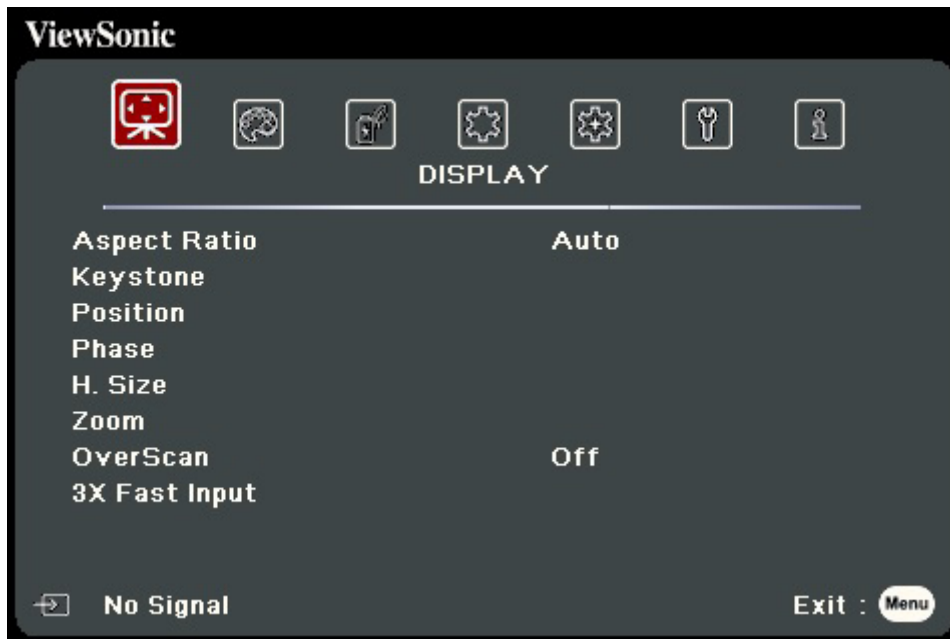 ViewSonic
DISPLAY
Aspect Ratio Auto
Keystone
Position
Phase
H. Size
Zoom
OverScan Off
3X Fast Input
No Signal Exit : Menu